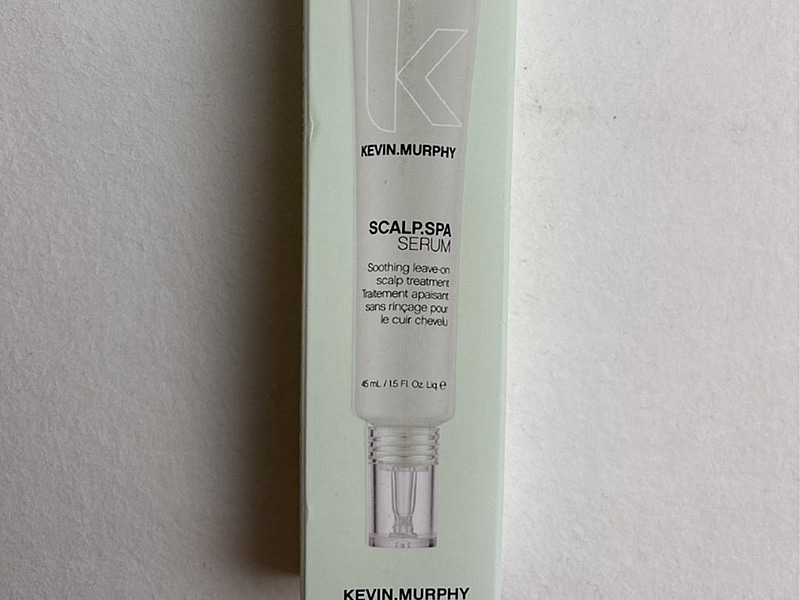 k
KEVIN.MURPHY
SCALP.SPA
SERUM
Soothing leave-on
scalp treatment
Traitement apaisant
sans rinçage pour
le cuir chevelu
45 mL / 1.5 Fl. Oz. Liq ℮
KEVIN.MURPHY